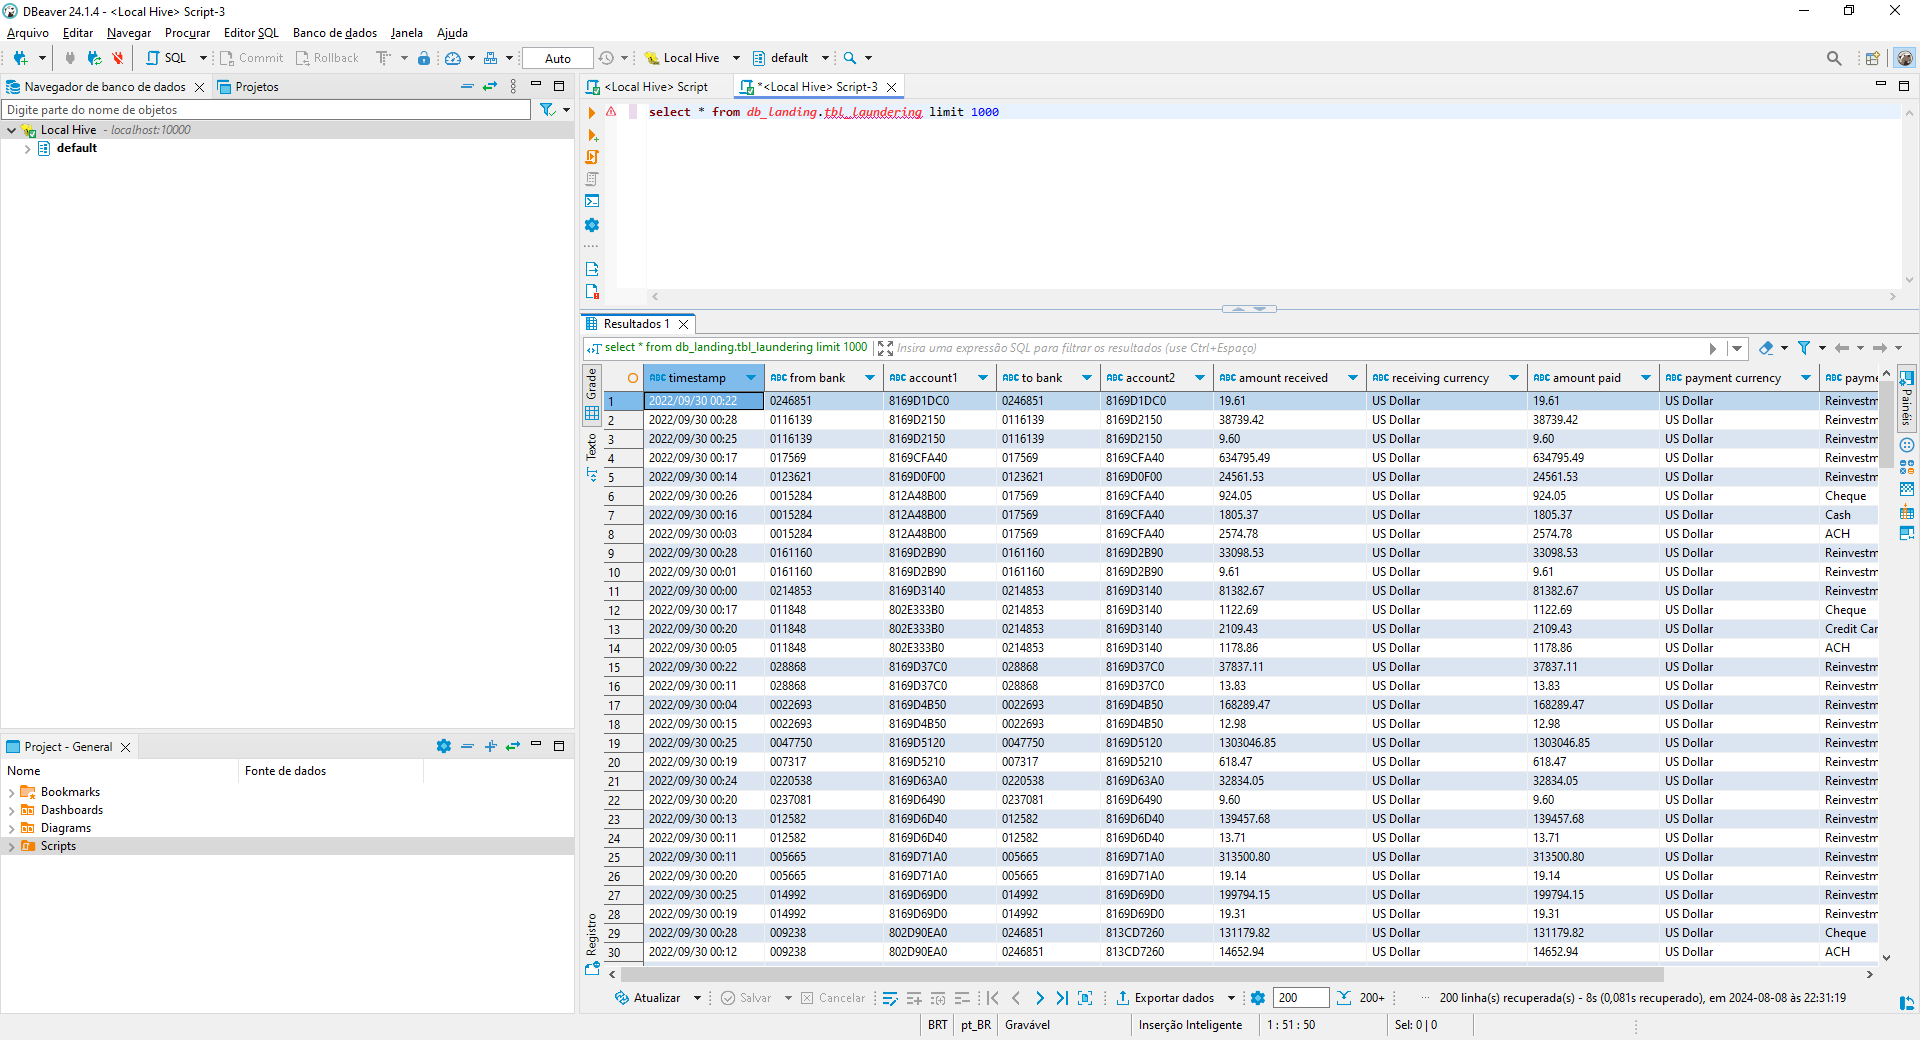 DBeaver 24.1.4 - <Local Hive> Script-3
Arquivo Editar Navegar Procurar Editor SQL Banco de dados Janela Ajuda
SQL Commit Rollback Auto Local Hive default
Navegador de banco de dados Projetos
Digite parte do nome de objetos
Local Hive - localhost:10000
default
Project - General
Nome Fonte de dados
Bookmarks
Dashboards
Diagrams
Scripts
<Local Hive> Script *<Local Hive> Script-3
select * from db_landing.tbl_laundering limit 1000
Resultados 1
select * from db_landing.tbl_laundering limit 1000 Insira uma expressão SQL para filtrar os resultados (use Ctrl+Espaço)
Grade
Texto
Registro
Painéis
ABC timestamp ABC from bank ABC account1 ABC to bank ABC account2 ABC amount received ABC receiving currency ABC amount paid ABC payment currency ABC payme
1 2022/09/30 00:22 0246851 8169D1DC0 0246851 8169D1DC0 19.61 US Dollar 19.61 US Dollar Reinvestm
2 2022/09/30 00:28 0116139 8169D2150 0116139 8169D2150 38739.42 US Dollar 38739.42 US Dollar Reinvestm
3 2022/09/30 00:25 0116139 8169D2150 0116139 8169D2150 9.60 US Dollar 9.60 US Dollar Reinvestm
4 2022/09/30 00:17 017569 8169CFA40 017569 8169CFA40 634795.49 US Dollar 634795.49 US Dollar Reinvestm
5 2022/09/30 00:14 0123621 8169D0F00 0123621 8169D0F00 24561.53 US Dollar 24561.53 US Dollar Reinvestm
6 2022/09/30 00:26 0015284 812A48B00 017569 8169CFA40 924.05 US Dollar 924.05 US Dollar Cheque
7 2022/09/30 00:16 0015284 812A48B00 017569 8169CFA40 1805.37 US Dollar 1805.37 US Dollar Cash
8 2022/09/30 00:03 0015284 812A48B00 017569 8169CFA40 2574.78 US Dollar 2574.78 US Dollar ACH
9 2022/09/30 00:28 0161160 8169D2B90 0161160 8169D2B90 33098.53 US Dollar 33098.53 US Dollar Reinvestm
10 2022/09/30 00:01 0161160 8169D2B90 0161160 8169D2B90 9.61 US Dollar 9.61 US Dollar Reinvestm
11 2022/09/30 00:00 0214853 8169D3140 0214853 8169D3140 81382.67 US Dollar 81382.67 US Dollar Reinvestm
12 2022/09/30 00:17 011848 802E333B0 0214853 8169D3140 1122.69 US Dollar 1122.69 US Dollar Cheque
13 2022/09/30 00:20 011848 802E333B0 0214853 8169D3140 2109.43 US Dollar 2109.43 US Dollar Credit Car
14 2022/09/30 00:05 011848 802E333B0 0214853 8169D3140 1178.86 US Dollar 1178.86 US Dollar ACH
15 2022/09/30 00:22 028868 8169D37C0 028868 8169D37C0 37837.11 US Dollar 37837.11 US Dollar Reinvestm
16 2022/09/30 00:11 028868 8169D37C0 028868 8169D37C0 13.83 US Dollar 13.83 US Dollar Reinvestm
17 2022/09/30 00:04 0022693 8169D4B50 0022693 8169D4B50 168289.47 US Dollar 168289.47 US Dollar Reinvestm
18 2022/09/30 00:15 0022693 8169D4B50 0022693 8169D4B50 12.98 US Dollar 12.98 US Dollar Reinvestm
19 2022/09/30 00:25 0047750 8169D5120 0047750 8169D5120 1303046.85 US Dollar 1303046.85 US Dollar Reinvestm
20 2022/09/30 00:19 007317 8169D5210 007317 8169D5210 618.47 US Dollar 618.47 US Dollar Reinvestm
21 2022/09/30 00:24 0220538 8169D63A0 0220538 8169D63A0 32834.05 US Dollar 32834.05 US Dollar Reinvestm
22 2022/09/30 00:20 0237081 8169D6490 0237081 8169D6490 9.60 US Dollar 9.60 US Dollar Reinvestm
23 2022/09/30 00:13 012582 8169D6D40 012582 8169D6D40 139457.68 US Dollar 139457.68 US Dollar Reinvestm
24 2022/09/30 00:11 012582 8169D6D40 012582 8169D6D40 13.71 US Dollar 13.71 US Dollar Reinvestm
25 2022/09/30 00:11 005665 8169D71A0 005665 8169D71A0 313500.80 US Dollar 313500.80 US Dollar Reinvestm
26 2022/09/30 00:20 005665 8169D71A0 005665 8169D71A0 19.14 US Dollar 19.14 US Dollar Reinvestm
27 2022/09/30 00:25 014992 8169D69D0 014992 8169D69D0 199794.15 US Dollar 199794.15 US Dollar Reinvestm
28 2022/09/30 00:19 014992 8169D69D0 014992 8169D69D0 19.31 US Dollar 19.31 US Dollar Reinvestm
29 2022/09/30 00:28 009238 802D90EA0 0246851 813CD7260 131179.82 US Dollar 131179.82 US Dollar Cheque
30 2022/09/30 00:12 009238 802D90EA0 0246851 813CD7260 14652.94 US Dollar 14652.94 US Dollar ACH
Atualizar Salvar Cancelar Exportar dados 200 200+ 200 linha(s) recuperada(s) - 8s (0,081s recuperado), em 2024-08-08 às 22:31:19
BRT pt_BR Gravável Inserção Inteligente 1 : 51 : 50 Sel: 0 | 0